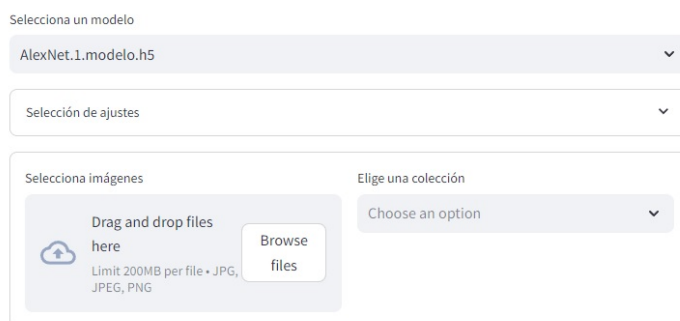 Selecciona un modelo
AlexNet.1.modelo.h5
Selección de ajustes
Selecciona imágenes
Drag and drop files
here
Limit 200MB per file • JPG,
JPEG, PNG
Browse
files
Elige una colección
Choose an option